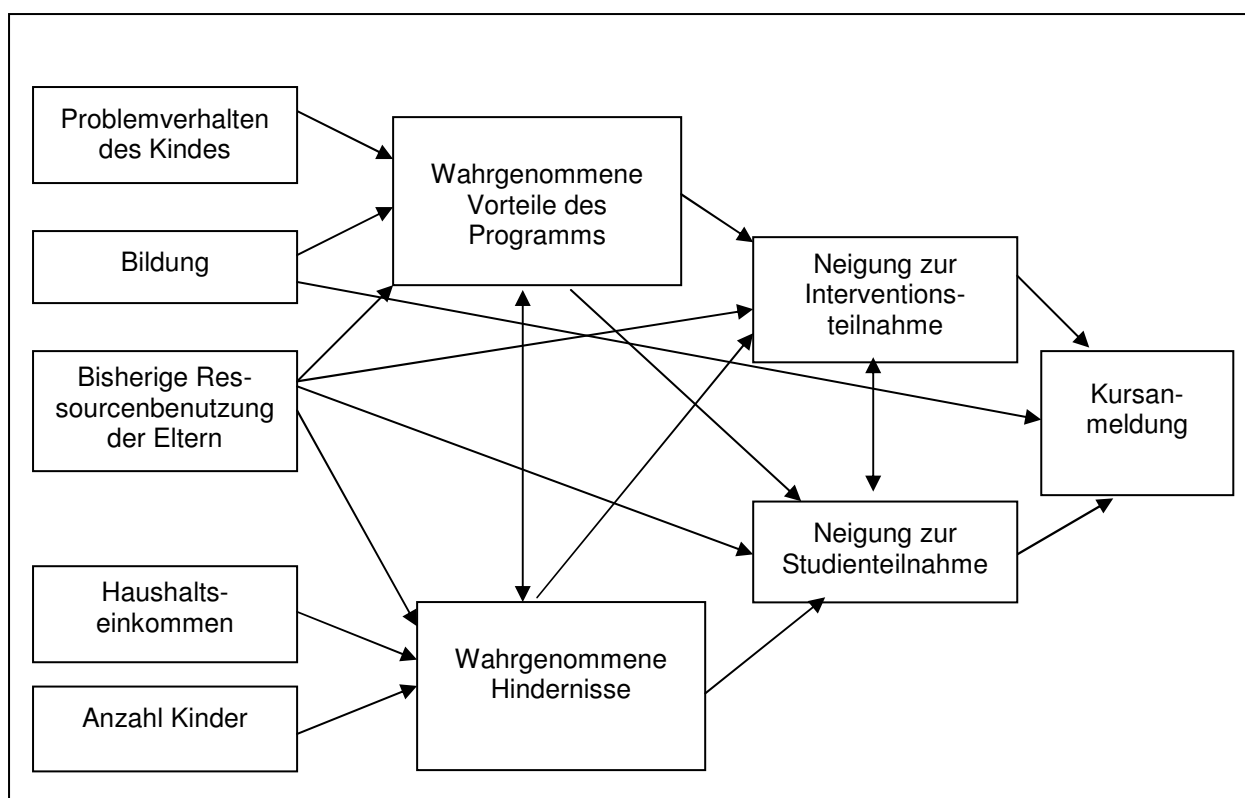 Problemverhalten
des Kindes
Bildung
Bisherige Res-
sourcenbenutzung
der Eltern
Haushalts-
einkommen
Anzahl Kinder
Wahrgenommene
Vorteile des
Programms
Wahrgenommene
Hindernisse
Neigung zur
Interventions-
teilnahme
Neigung zur
Studienteilnahme
Kursan-
meldung